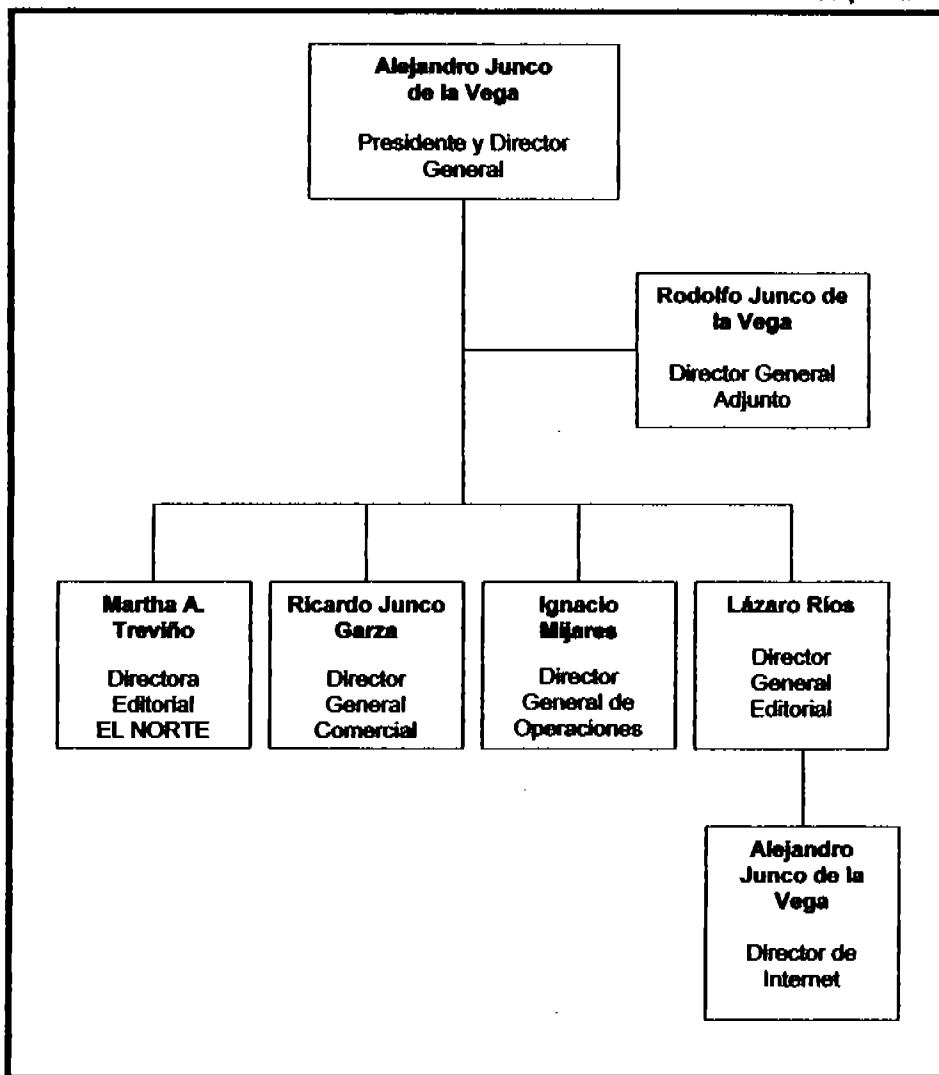 Alejandro Junco
de la Vega
Presidente y Director
General
Rodolfo Junco de
la Vega
Director General
Adjunto
Martha A.
Treviño
Directora
Editorial
EL NORTE
Ricardo Junco
Garza
Director
General
Comercial
Ignacio
Mijares
Director
General de
Operaciones
Lázaro Ríos
Director
General
Editorial
Alejandro
Junco de la
Vega
Director de
Internet